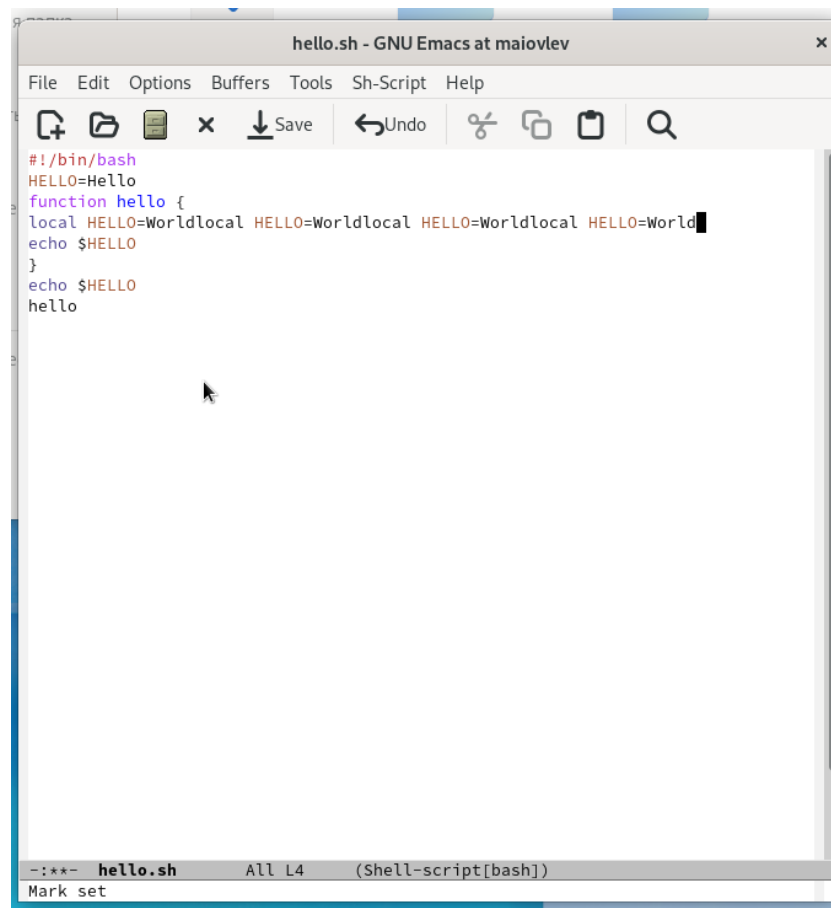 я папка
hello.sh - GNU Emacs at maiovlev
File Edit Options Buffers Tools Sh-Script Help
Save Undo
#!/bin/bash
HELLO=Hello
function hello {
local HELLO=Worldlocal HELLO=Worldlocal HELLO=Worldlocal HELLO=World
echo $HELLO
}
echo $HELLO
hello
-:**- hello.sh All L4 (Shell-script[bash])
Mark set